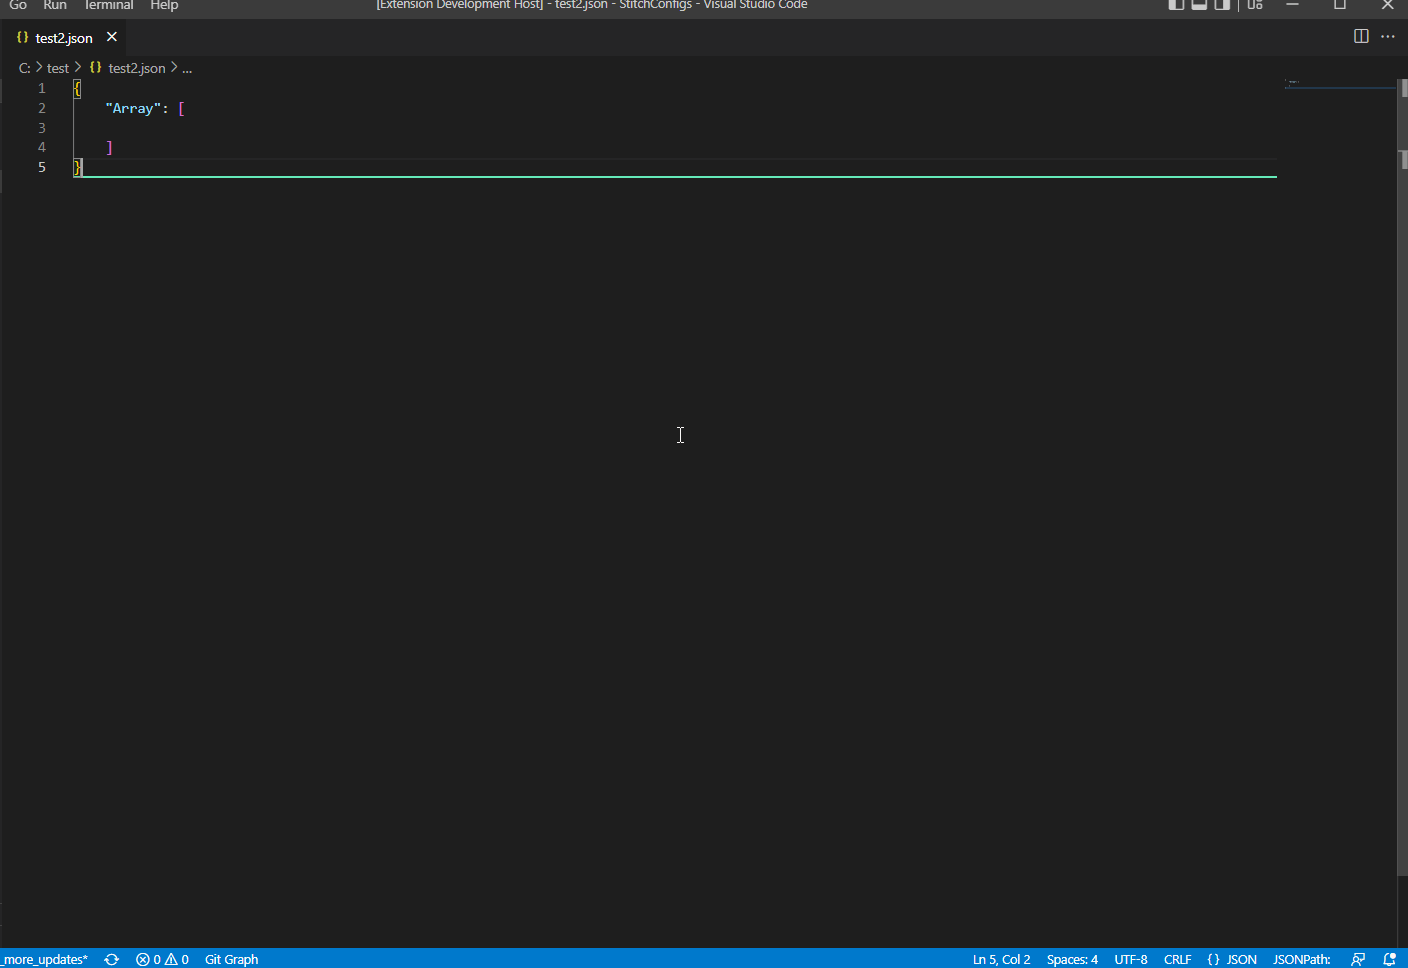 Go Run Terminal Help [Extension Development Host] - test2.json - StitchConfigs - Visual Studio Code
{} test2.json
C: > test > {} test2.json > ...
1 {
2 "Array": [
3
4 ]
5 }
_more_updates* 0 0 Git Graph Ln 5, Col 2 Spaces: 4 UTF-8 CRLF {} JSON JSONPath: